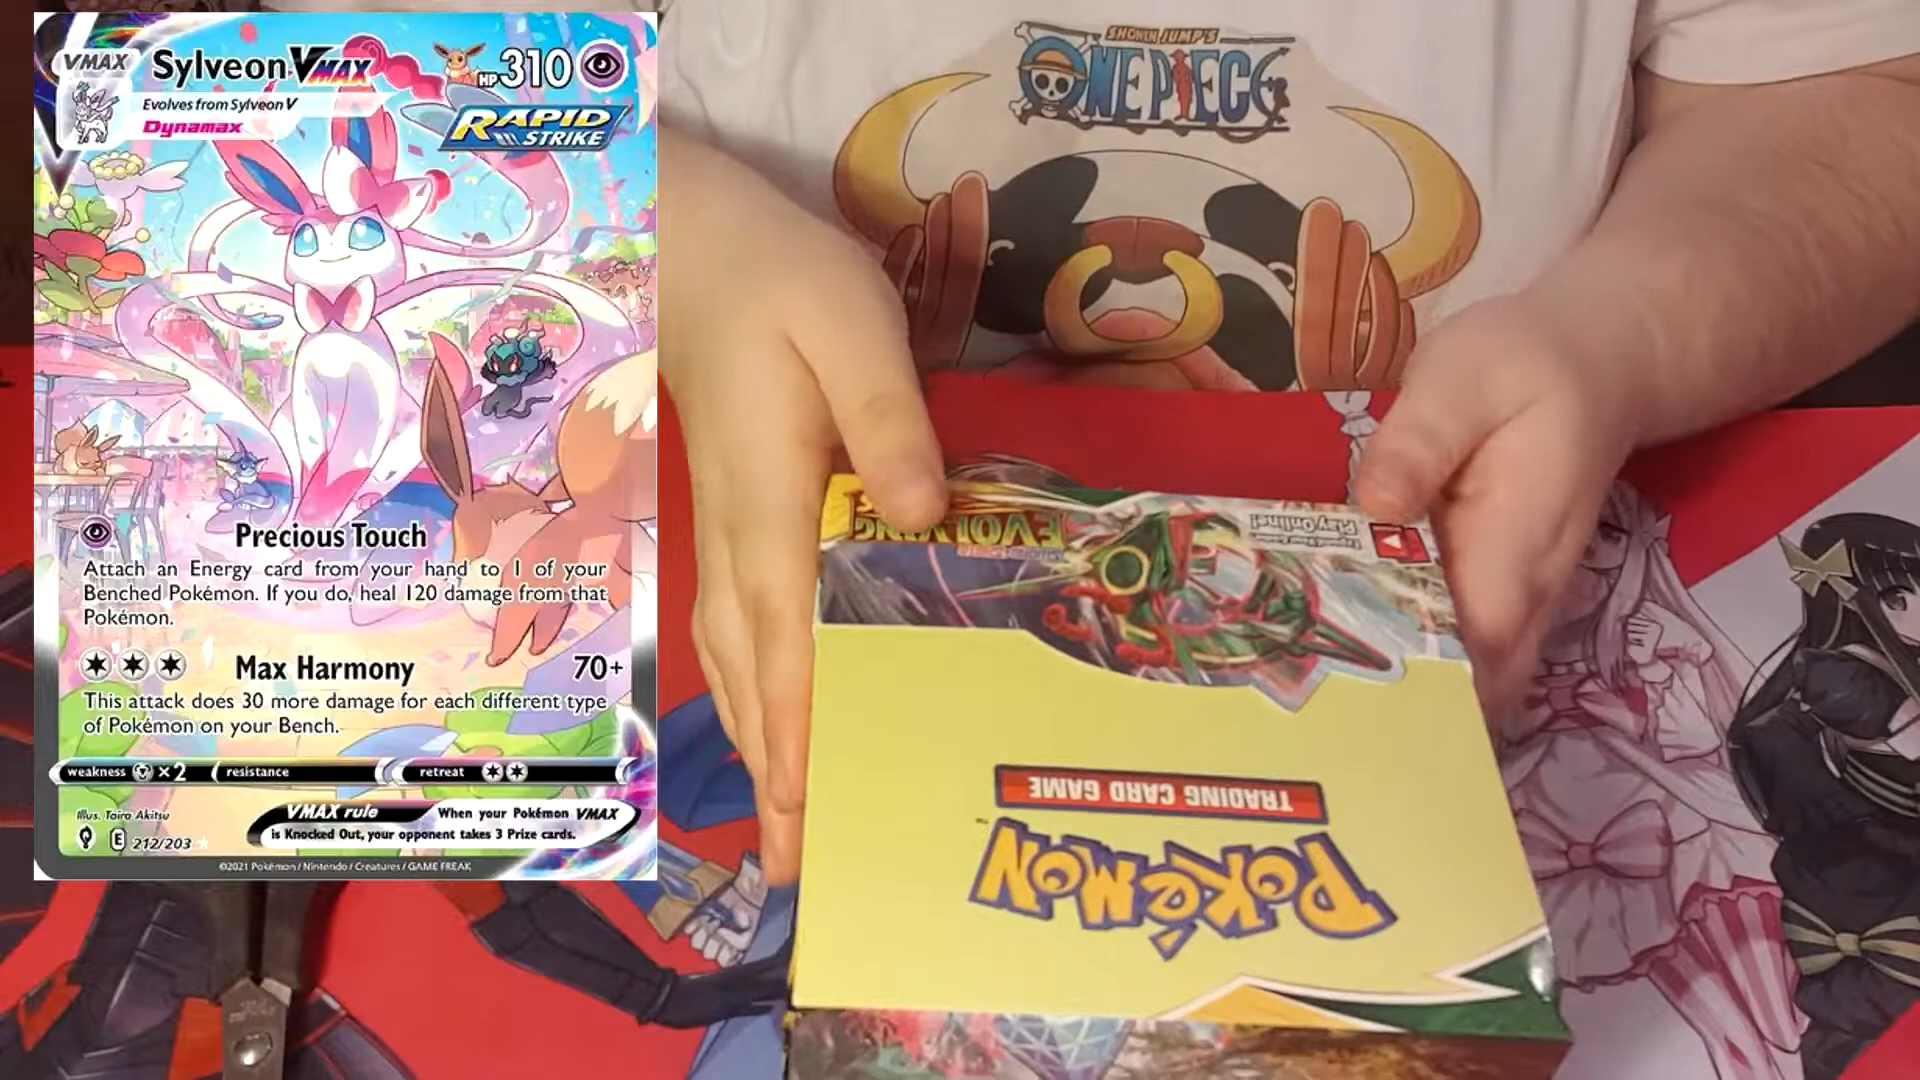 VMAX
Sylveon VMAX
HP 310
Evolves from Sylveon V
Dynamax
RAPID
STRIKE
Precious Touch
Attach an Energy card from your hand to 1 of your
Benched Pokémon. If you do, heal 120 damage from that
Pokémon.
Max Harmony 70+
This attack does 30 more damage for each different type
of Pokémon on your Bench.
weakness ×2 resistance retreat
Illus. Taira Akitsu
VMAX rule When your Pokémon VMAX
is Knocked Out, your opponent takes 3 Prize cards.
E 212/203
©2021 Pokémon / Nintendo / Creatures / GAME FREAK
SHONEN JUMP'S
ONE PIECE
EVOLVING
Play Online!
TRADING CARD GAME
POKéMON
™